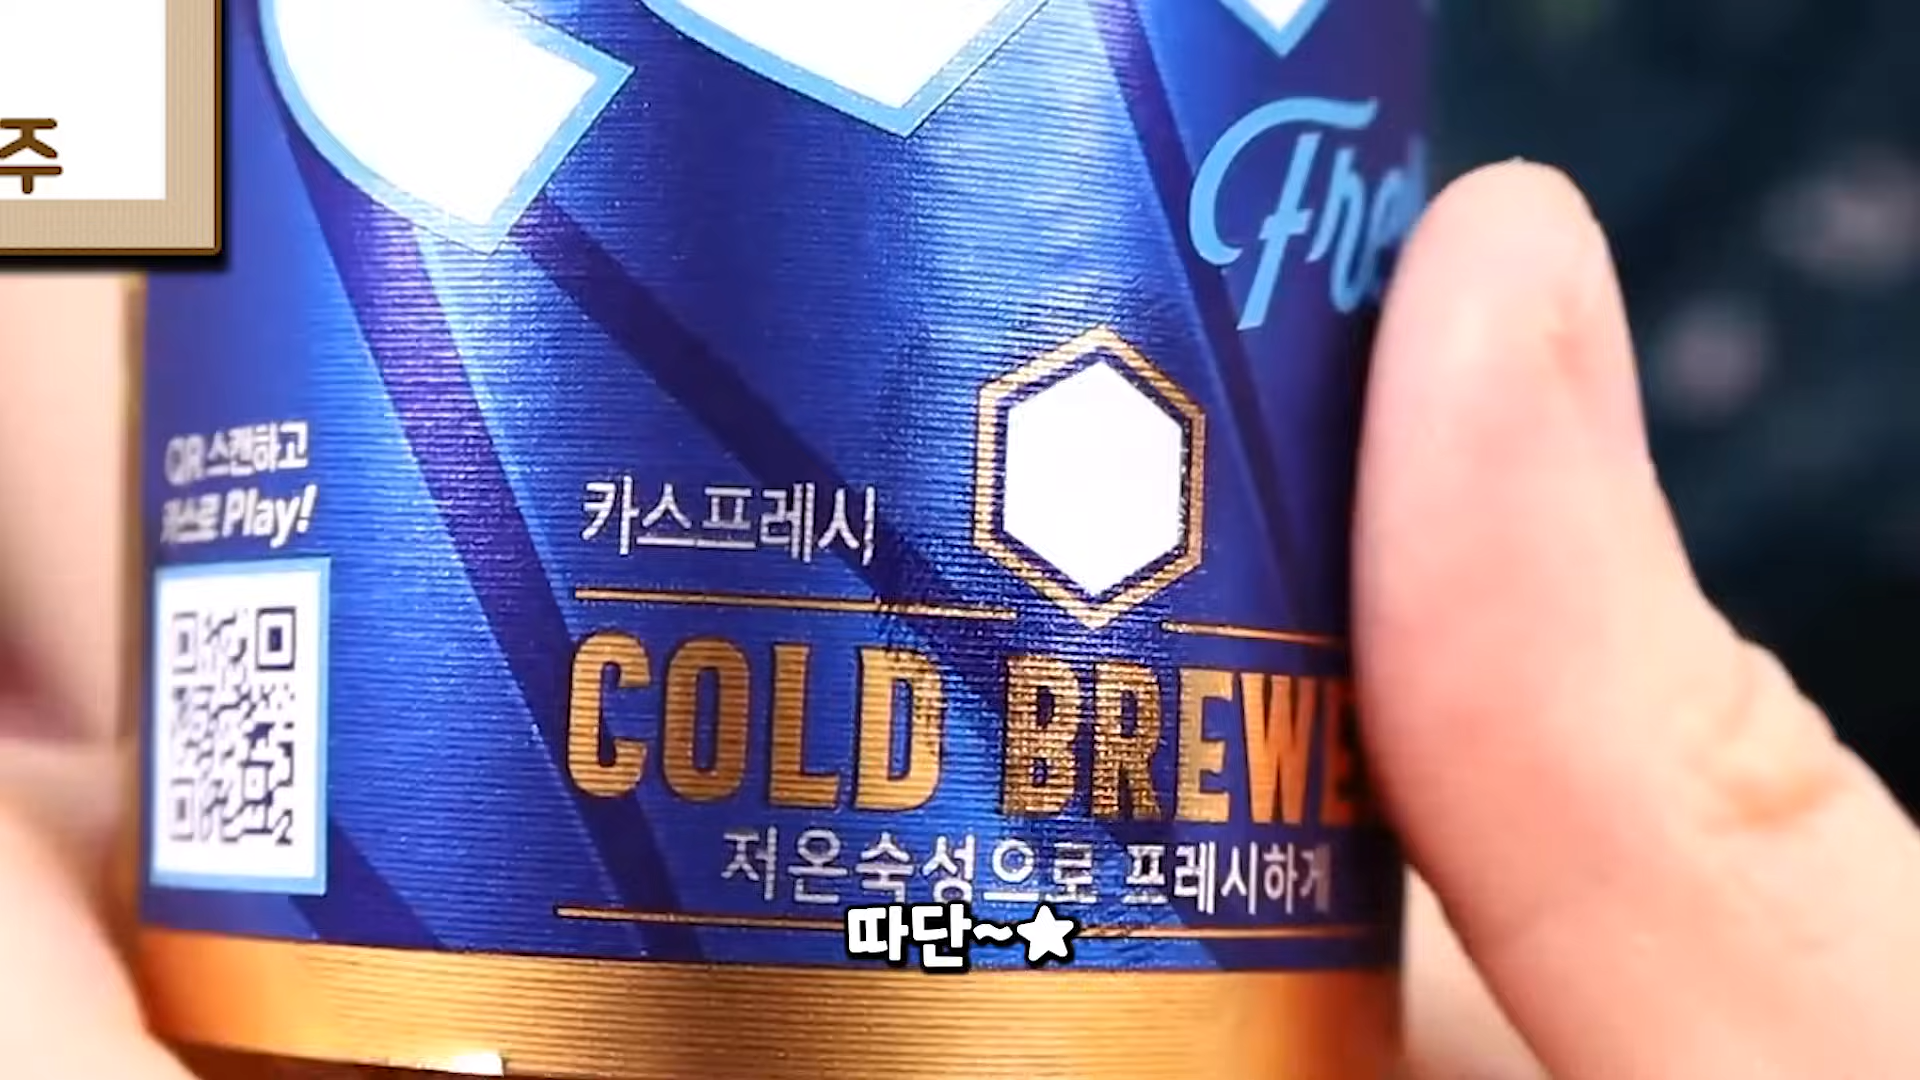 주
QR 스캔하고
카스로 Play!
카스프레시
COLD BREWE
저온숙성으로 프레시하게
따단~★